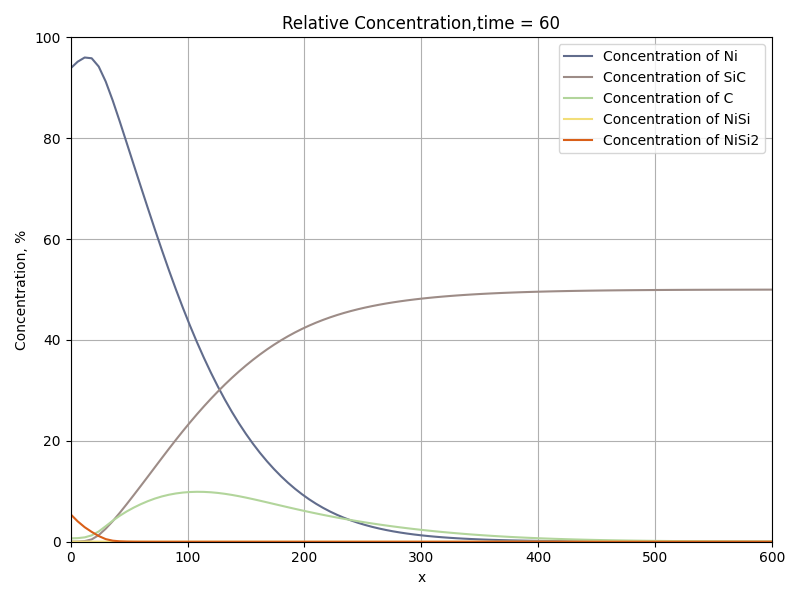 Relative Concentration,time = 60
Concentration, %
100
80
60
40
20
0
Concentration of Ni
Concentration of SiC
Concentration of C
Concentration of NiSi
Concentration of NiSi2
0 100 200 300 400 500 600
x